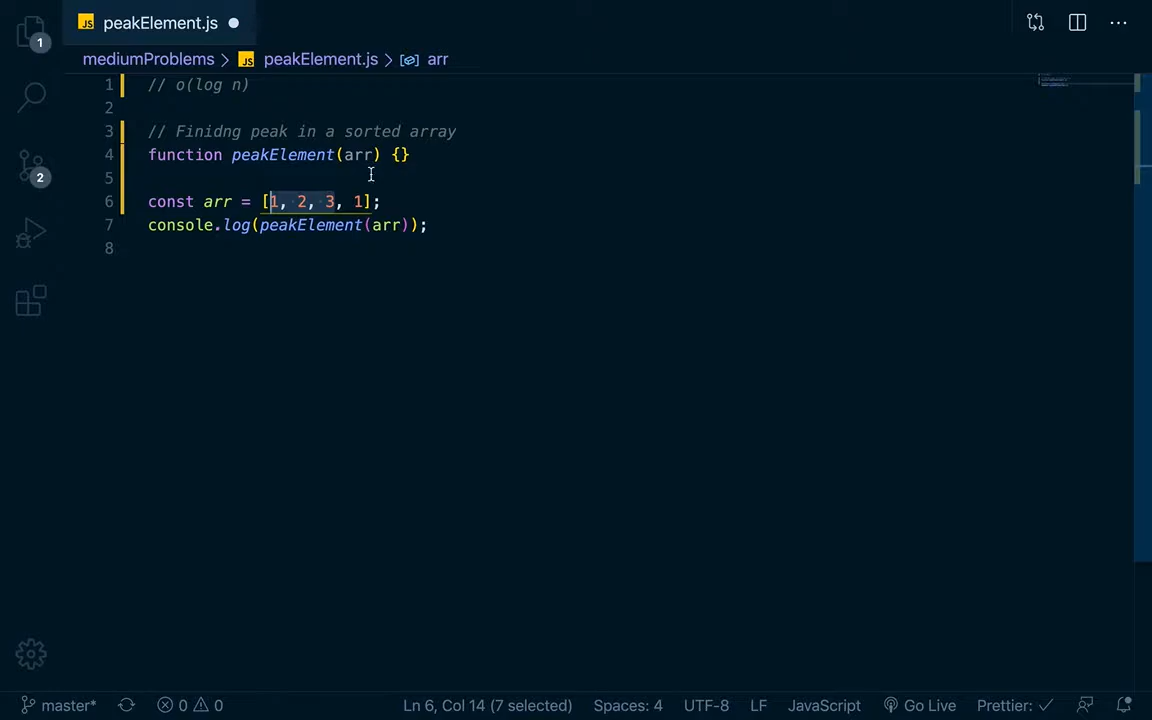 JS peakElement.js
1
mediumProblems > JS peakElement.js > arr
1 // o(log n)
2
3 // Finidng peak in a sorted array
4 function peakElement(arr) {}
5
2
6 const arr = [1, 2, 3, 1];
7 console.log(peakElement(arr));
8
master* 0 0 Ln 6, Col 14 (7 selected) Spaces: 4 UTF-8 LF JavaScript Go Live Prettier: ✓